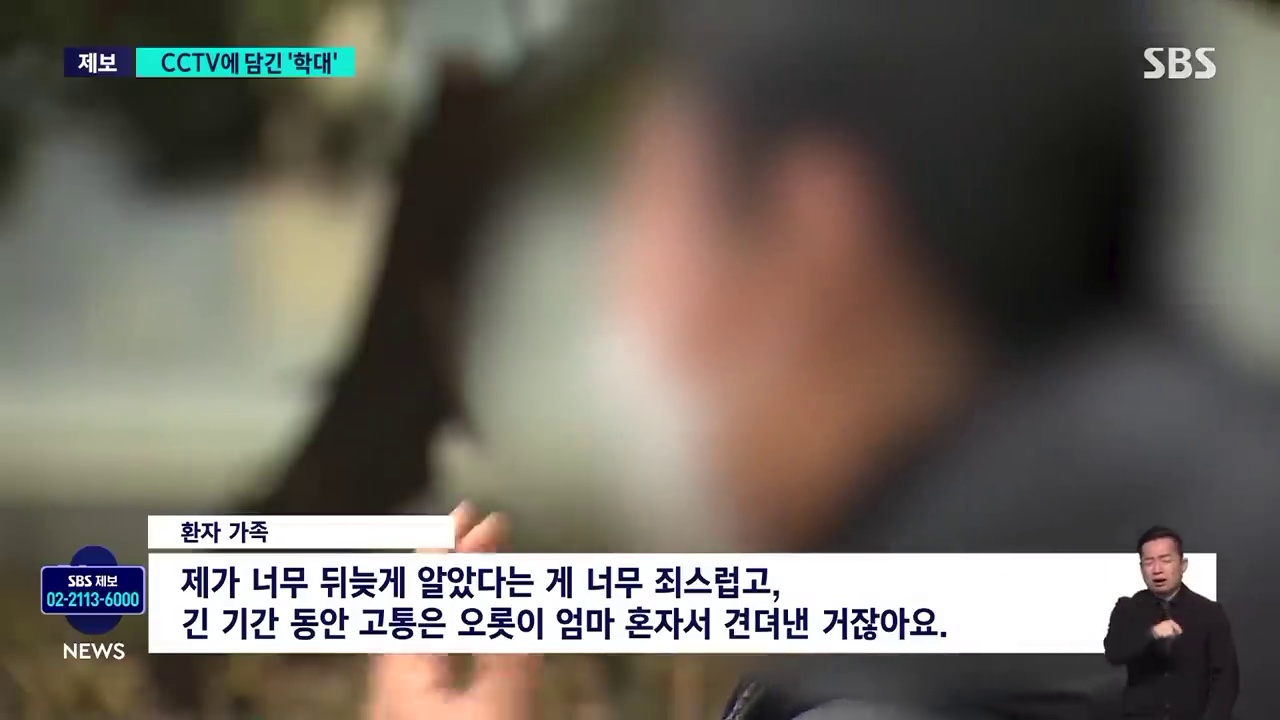 제보 CCTV에 담긴 '학대'
SBS
환자 가족
제가 너무 뒤늦게 알았다는 게 너무 죄스럽고,
긴 기간 동안 고통은 오롯이 엄마 혼자서 견뎌낸 거잖아요.
SBS 제보
02-2113-6000
NEWS